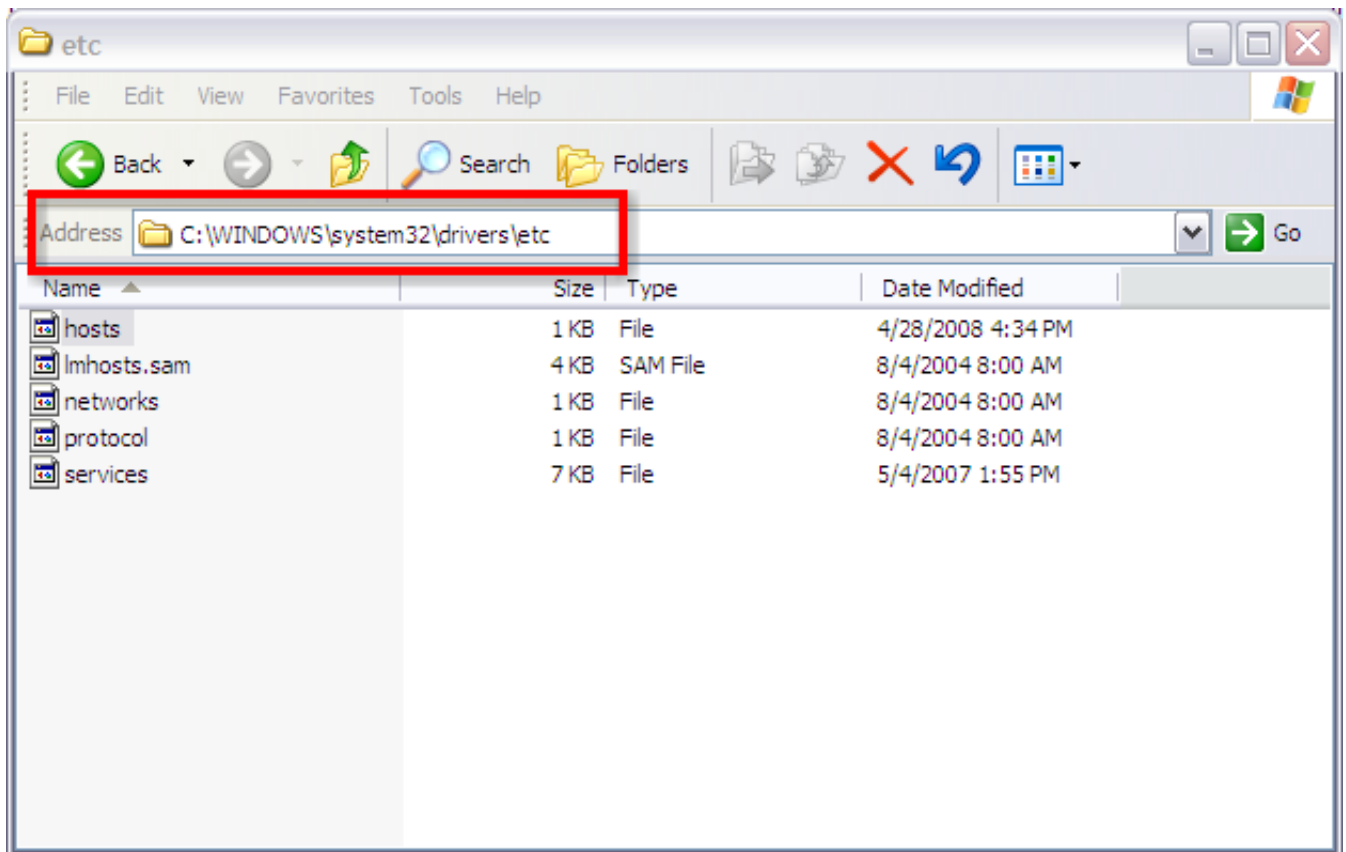 etc
File Edit View Favorites Tools Help
Back Search Folders
Address C:\WINDOWS\system32\drivers\etc Go
Name Size Type Date Modified
hosts 1 KB File 4/28/2008 4:34 PM
lmhosts.sam 4 KB SAM File 8/4/2004 8:00 AM
networks 1 KB File 8/4/2004 8:00 AM
protocol 1 KB File 8/4/2004 8:00 AM
services 7 KB File 5/4/2007 1:55 PM